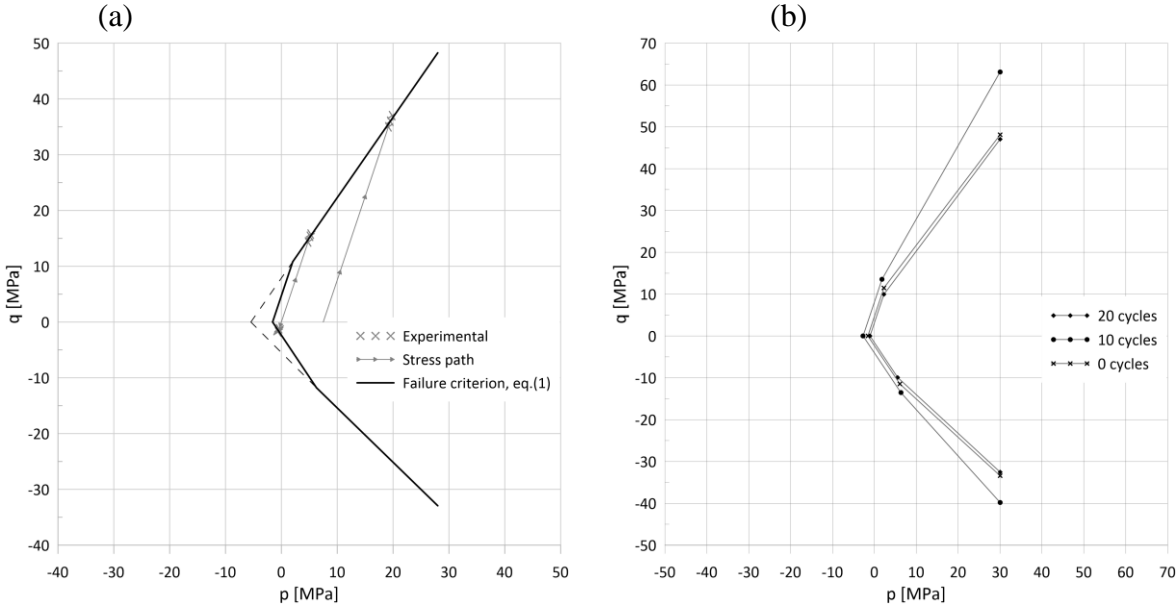 (a)
(b)
50
40
30
20
10
0
-10
-20
-30
-40
q [MPa]
-40 -30 -20 -10 0 10 20 30 40 50
p [MPa]
Experimental
Stress path
Failure criterion, eq.(1)
70
60
50
40
30
20
10
0
-10
-20
-30
-40
-50
q [MPa]
-50 -40 -30 -20 -10 0 10 20 30 40 50
p [MPa]
20 cycles
10 cycles
0 cycles